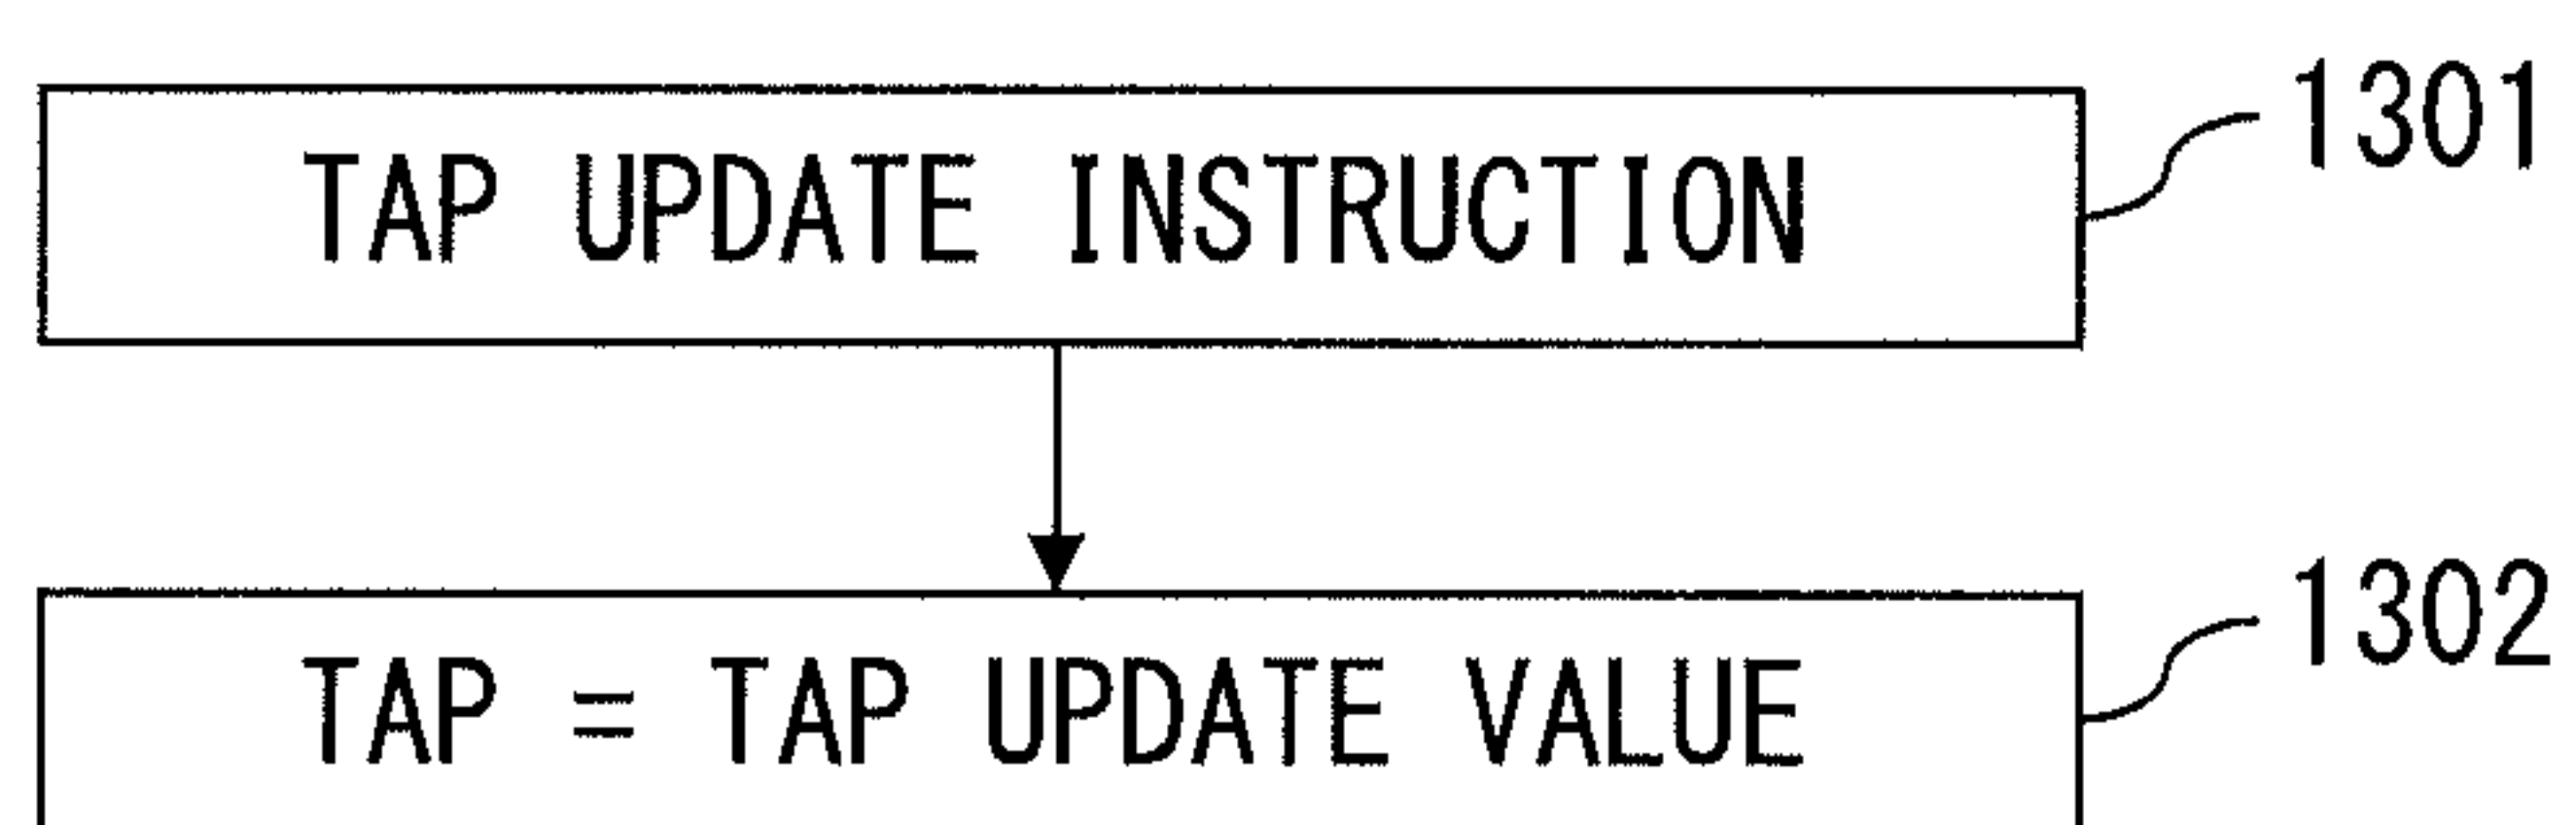 TAP UPDATE INSTRUCTION 1301
TAP = TAP UPDATE VALUE 1302